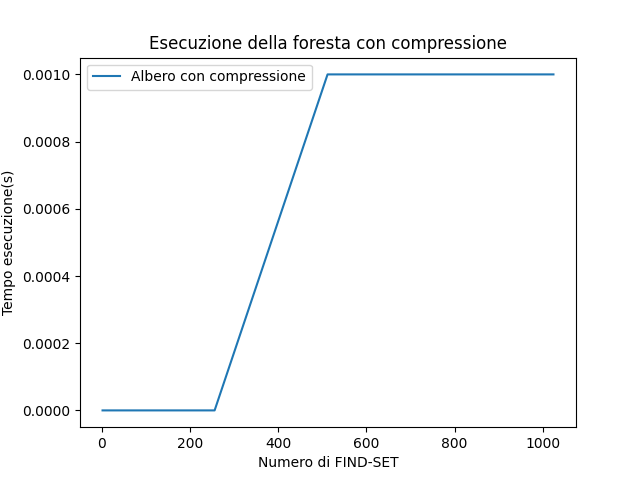 Esecuzione della foresta con compressione
Albero con compressione
0.0010
0.0008
0.0006
0.0004
0.0002
0.0000
Tempo esecuzione(s)
0 200 400 600 800 1000
Numero di FIND-SET